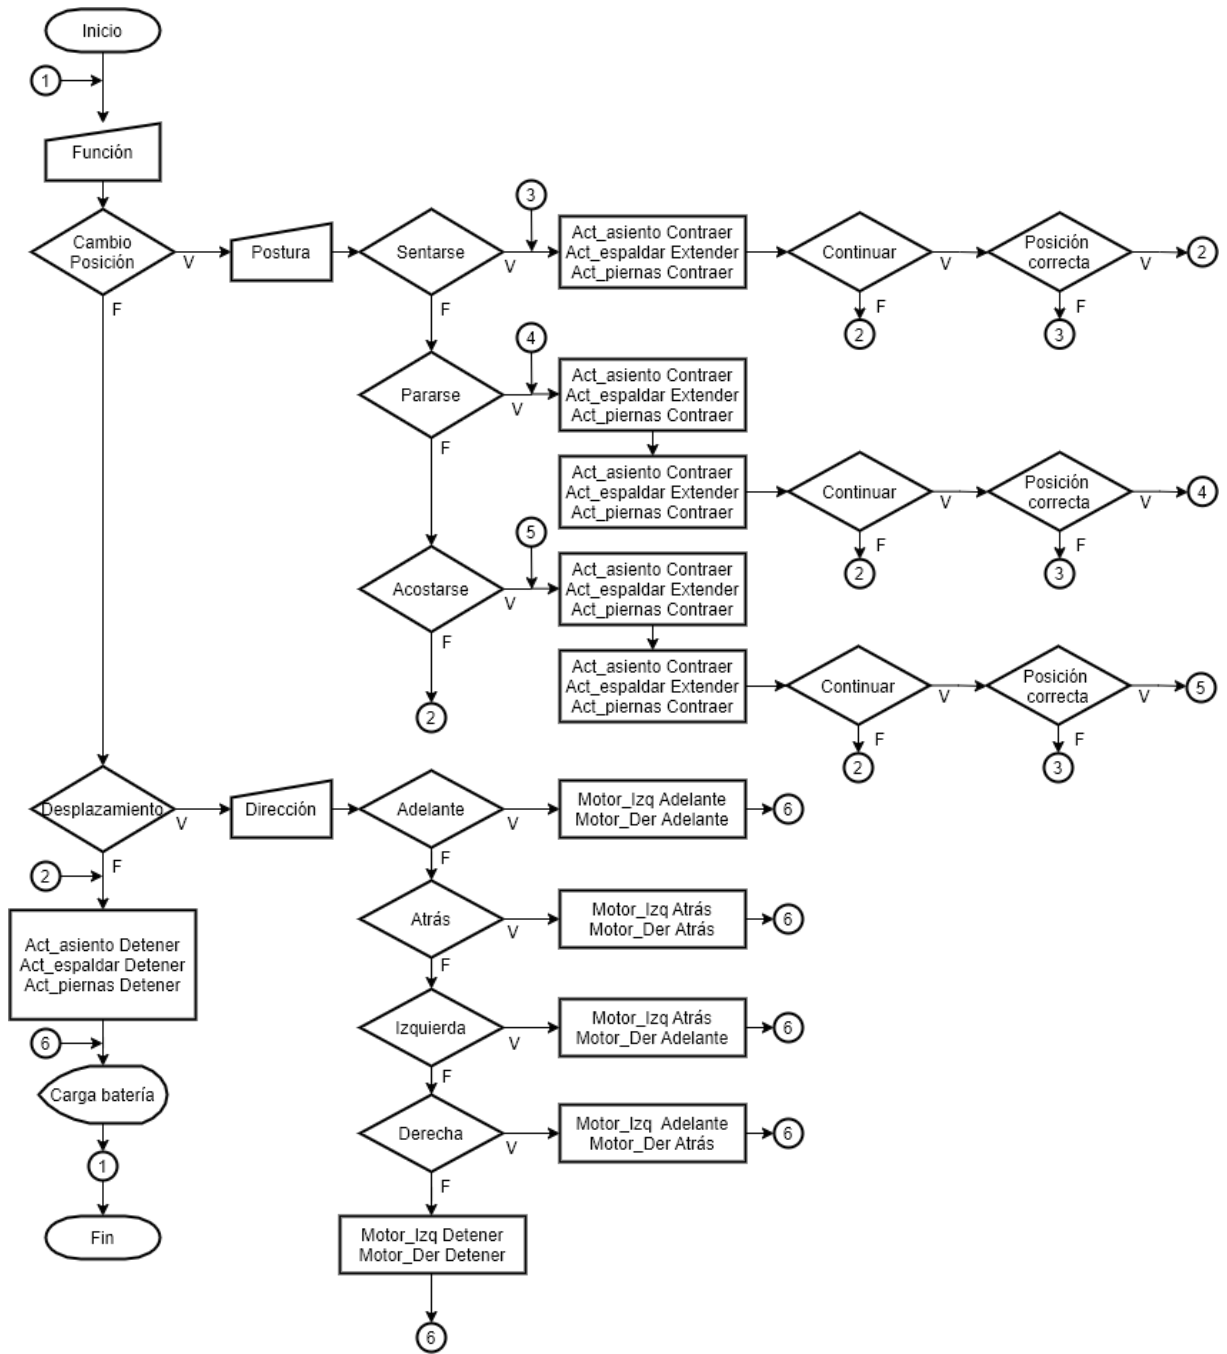 Inicio
1
Función
Cambio
Posición
V
F
Postura
Sentarse
V
F
3
Act_asiento Contraer
Act_espaldar Extender
Act_piernas Contraer
Continuar
V
F
2
Posición
correcta
V
F
3
2
Pararse
V
F
4
Act_asiento Contraer
Act_espaldar Extender
Act_piernas Contraer
Act_asiento Contraer
Act_espaldar Extender
Act_piernas Contraer
Continuar
V
F
2
Posición
correcta
V
F
3
4
Acostarse
V
F
2
5
Act_asiento Contraer
Act_espaldar Extender
Act_piernas Contraer
Act_asiento Contraer
Act_espaldar Extender
Act_piernas Contraer
Continuar
V
F
2
Posición
correcta
V
F
3
5
Desplazamiento
V
F
Dirección
Adelante
V
F
Motor_Izq Adelante
Motor_Der Adelante
6
Atrás
V
F
Motor_Izq Atrás
Motor_Der Atrás
6
Izquierda
V
F
Motor_Izq Atrás
Motor_Der Adelante
6
Derecha
V
F
Motor_Izq Adelante
Motor_Der Atrás
6
Motor_Izq Detener
Motor_Der Detener
6
2
Act_asiento Detener
Act_espaldar Detener
Act_piernas Detener
6
Carga batería
1
Fin